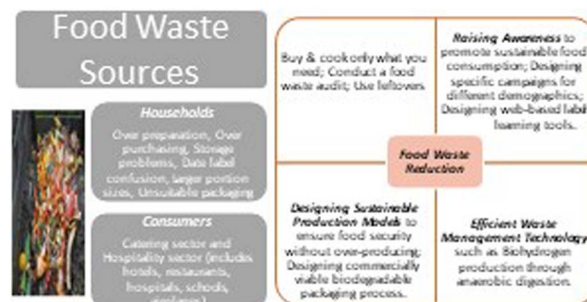 Food Waste
Sources
Households
Over preparation, Over
purchasing, Storage
problems, Date label
confusion, Larger portion
sizes, Unsuitable packaging
Consumers
Catering sector and
Hospitality sector (includes
hotels, restaurants,
hospitals, schools,
airplanes)
Buy & cook only what you
need; Conduct a food
waste audit; Use leftovers
Raising Awareness to
promote sustainable food
consumption; Designing
specific campaigns for
different demographics;
Designing web-based label
learning tools.
Food Waste
Reduction
Designing Sustainable
Production Models to
ensure food security
without over-producing;
Designing commercially
viable biodegradable
packaging process.
Efficient Waste
Management Technology
such as Biohydrogen
production through
anaerobic digestion.